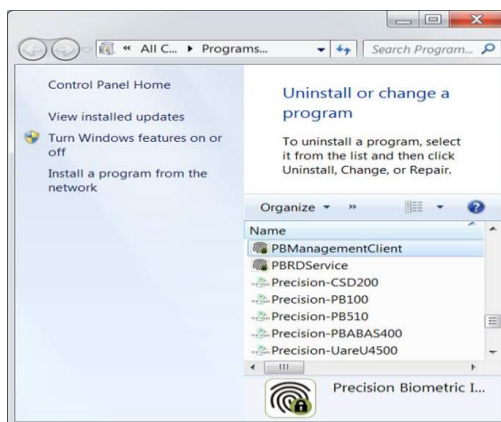 « All C... ▸ Programs...
Search Program...
Control Panel Home
View installed updates
Turn Windows features on or
off
Install a program from the
network
Uninstall or change a
program
To uninstall a program, select
it from the list and then click
Uninstall, Change, or Repair.
Organize ▾ »
Name
PBManagementClient
PBRDService
Precision-CSD200
Precision-PB100
Precision-PB510
Precision-PBABAS400
Precision-UareU4500
Precision Biometric I...